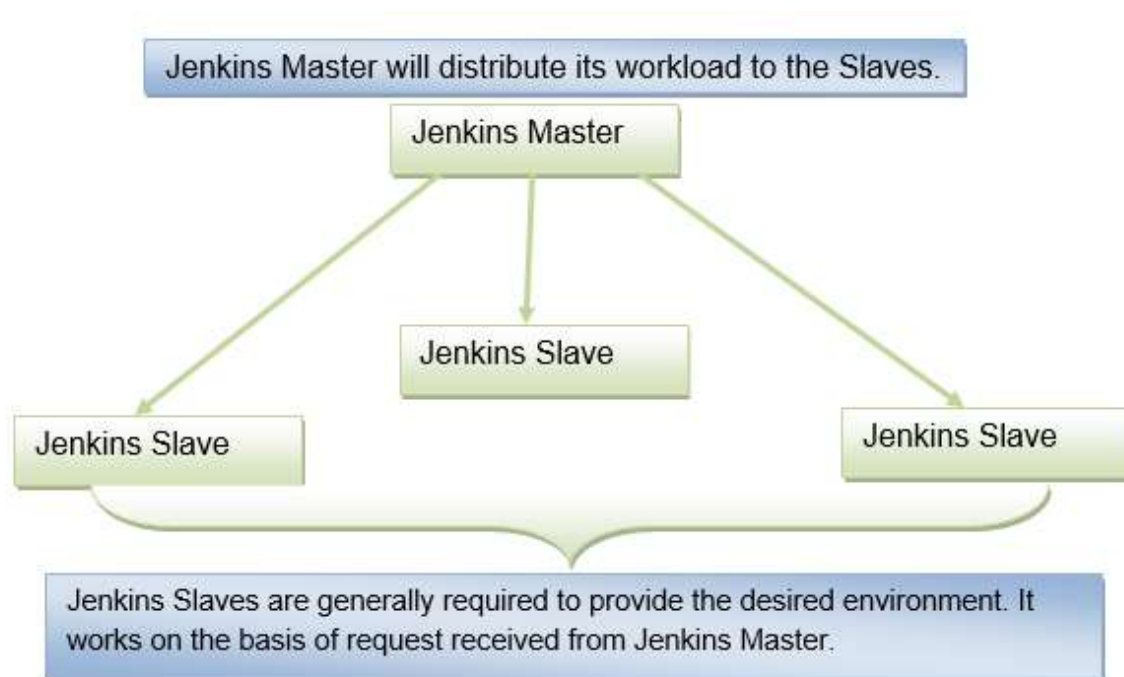 Jenkins Master will distribute its workload to the Slaves.
Jenkins Master
Jenkins Slave
Jenkins Slave
Jenkins Slave
Jenkins Slaves are generally required to provide the desired environment. It
works on the basis of request received from Jenkins Master.